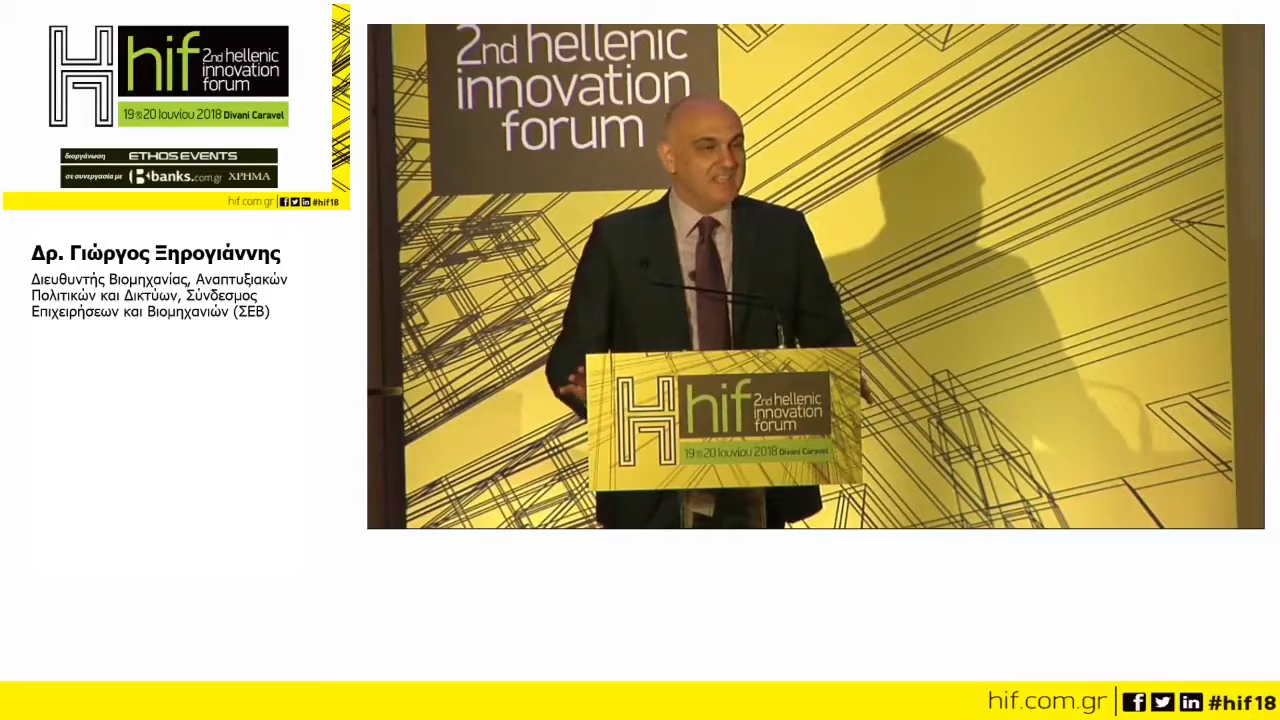 H hif 2nd hellenic
innovation
forum
19 & 20 Ιουνίου 2018 Divani Caravel
διοργάνωση ETHOS EVENTS
σε συνεργασία με banks.com.gr ΧΡΗΜΑ
hif.com.gr #hif18
Δρ. Γιώργος Ξηρογιάννης
Διευθυντής Βιομηχανίας, Αναπτυξιακών
Πολιτικών και Δικτύων, Σύνδεσμος
Επιχειρήσεων και Βιομηχανιών (ΣΕΒ)
2nd hellenic
innovation
forum
H hif 2nd hellenic
innovation
forum
19 & 20 Ιουνίου 2018 Divani Caravel
hif.com.gr #hif18